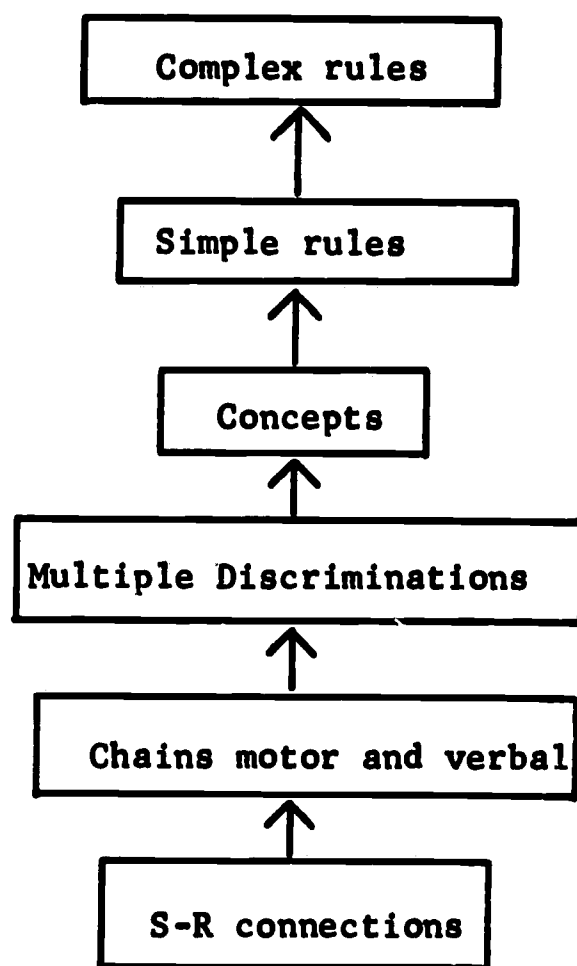 Complex rules
Simple rules
Concepts
Multiple Discriminations
Chains motor and verbal
S-R connections